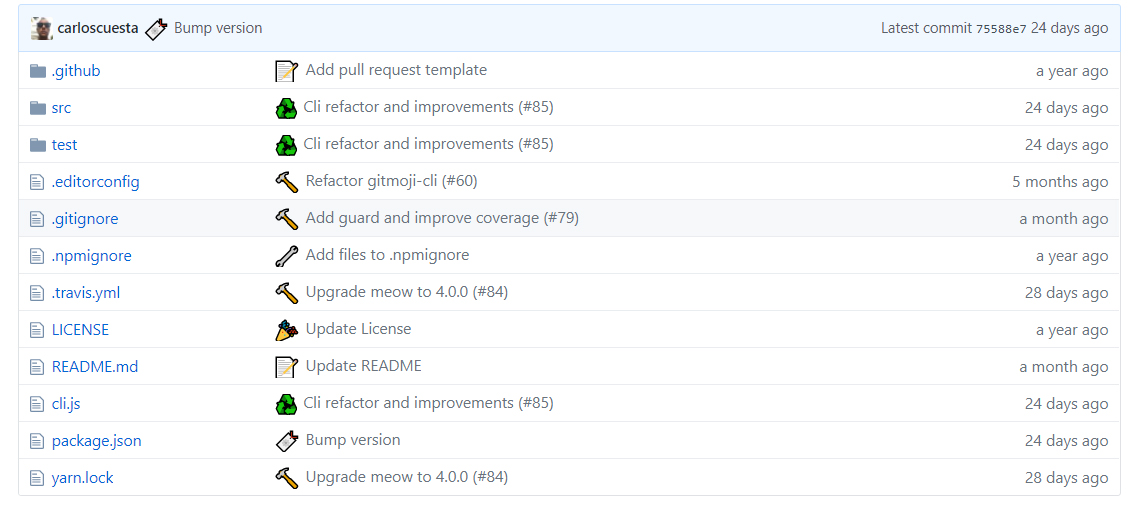 carloscuesta Bump version Latest commit 75588e7 24 days ago
.github Add pull request template a year ago
src Cli refactor and improvements (#85) 24 days ago
test Cli refactor and improvements (#85) 24 days ago
.editorconfig Refactor gitmoji-cli (#60) 5 months ago
.gitignore Add guard and improve coverage (#79) a month ago
.npmignore Add files to .npmignore a year ago
.travis.yml Upgrade meow to 4.0.0 (#84) 28 days ago
LICENSE Update License a year ago
README.md Update README a month ago
cli.js Cli refactor and improvements (#85) 24 days ago
package.json Bump version 24 days ago
yarn.lock Upgrade meow to 4.0.0 (#84) 28 days ago